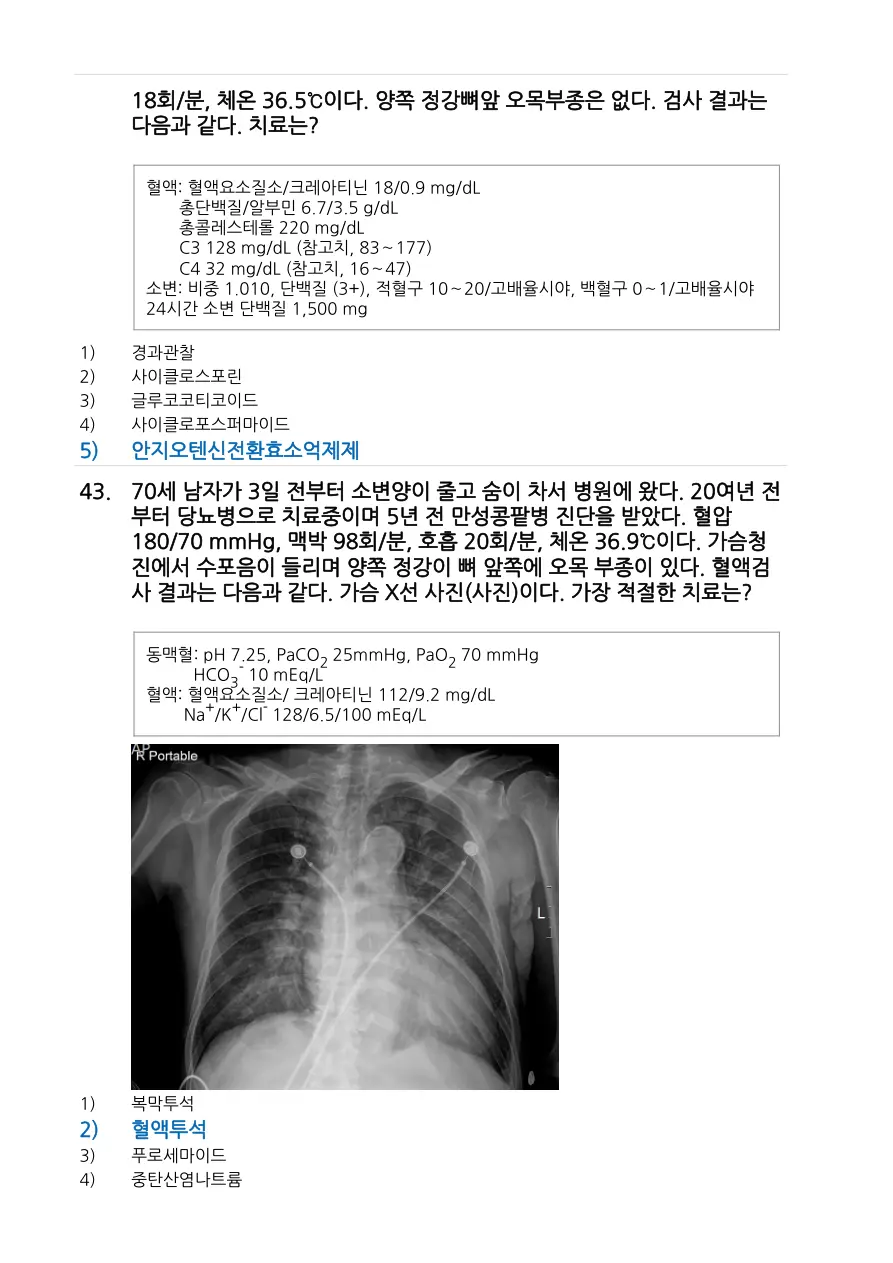 18회/분, 체온 36.5℃이다. 양쪽 정강뼈앞 오목부종은 없다. 검사 결과는
다음과 같다. 치료는?
혈액: 혈액요소질소/크레아티닌 18/0.9 mg/dL
총단백질/알부민 6.7/3.5 g/dL
총콜레스테롤 220 mg/dL
C3 128 mg/dL (참고치, 83~177)
C4 32 mg/dL (참고치, 16~47)
소변: 비중 1.010, 단백질 (3+), 적혈구 10~20/고배율시야, 백혈구 0~1/고배율시야
24시간 소변 단백질 1,500 mg
1) 경과관찰
2) 사이클로스포린
3) 글루코코티코이드
4) 사이클로포스퍼마이드
5) 안지오텐신전환효소억제제
43. 70세 남자가 3일 전부터 소변양이 줄고 숨이 차서 병원에 왔다. 20여년 전
부터 당뇨병으로 치료중이며 5년 전 만성콩팥병 진단을 받았다. 혈압
180/70 mmHg, 맥박 98회/분, 호흡 20회/분, 체온 36.9℃이다. 가슴청
진에서 수포음이 들리며 양쪽 정강이 뼈 앞쪽에 오목 부종이 있다. 혈액검
사 결과는 다음과 같다. 가슴 X선 사진(사진)이다. 가장 적절한 치료는?
동맥혈: pH 7.25, PaCO2 25mmHg, PaO2 70 mmHg
HCO3- 10 mEq/L
혈액: 혈액요소질소/ 크레아티닌 112/9.2 mg/dL
Na+/K+/Cl- 128/6.5/100 mEq/L
AP
R Portable
L
1) 복막투석
2) 혈액투석
3) 푸로세마이드
4) 중탄산염나트륨